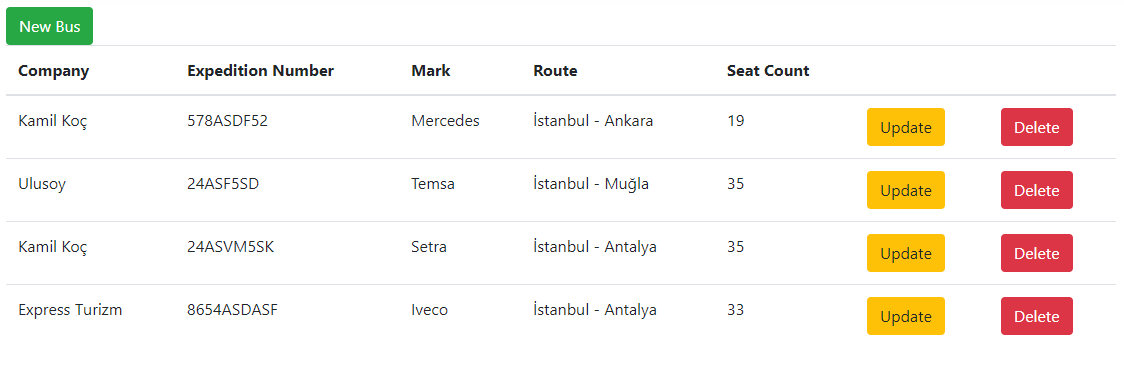 New Bus
Company Expedition Number Mark Route Seat Count
Kamil Koç 578ASDF52 Mercedes İstanbul - Ankara 19 Update Delete
Ulusoy 24ASF5SD Temsa İstanbul - Muğla 35 Update Delete
Kamil Koç 24ASVM5SK Setra İstanbul - Antalya 35 Update Delete
Express Turizm 8654ASDASF Iveco İstanbul - Antalya 33 Update Delete